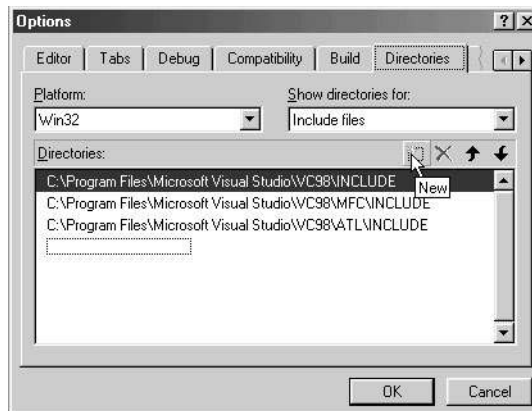 Options
Editor Tabs Debug Compatibility Build Directories
Platform: Show directories for:
Win32 Include files
Directories:
C:\Program Files\Microsoft Visual Studio\VC98\INCLUDE
New
C:\Program Files\Microsoft Visual Studio\VC98\MFC\INCLUDE
C:\Program Files\Microsoft Visual Studio\VC98\ATL\INCLUDE
OK Cancel